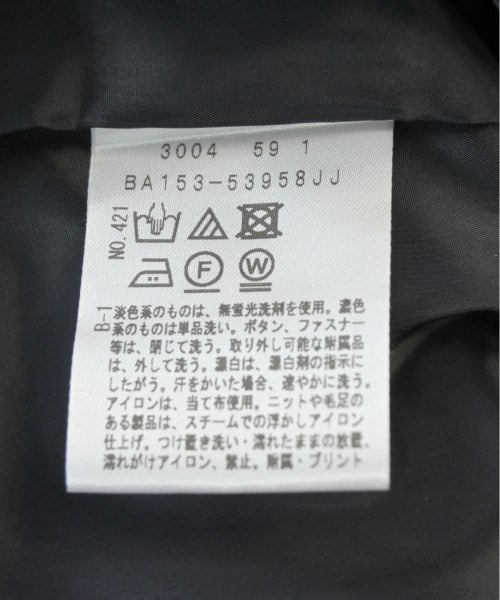 3004 59 1
BA153-53958JJ
NO.421
F W
B-1
淡色系のものは、無蛍光洗剤を使用。濃色
系のものは単品洗い。ボタン、ファスナー
等は、閉じて洗う。取り外し可能な附属品
は、外して洗う。漂白は、漂白剤の指示に
したがう。汗をかいた場合、速やかに洗う。
アイロンは、当て布使用。ニットや毛足の
ある製品は、スチームでの浮かしアイロン
仕上げ。つけ置き洗い・濡れたままの放置、
濡れがけアイロン、禁止。附属・プリント